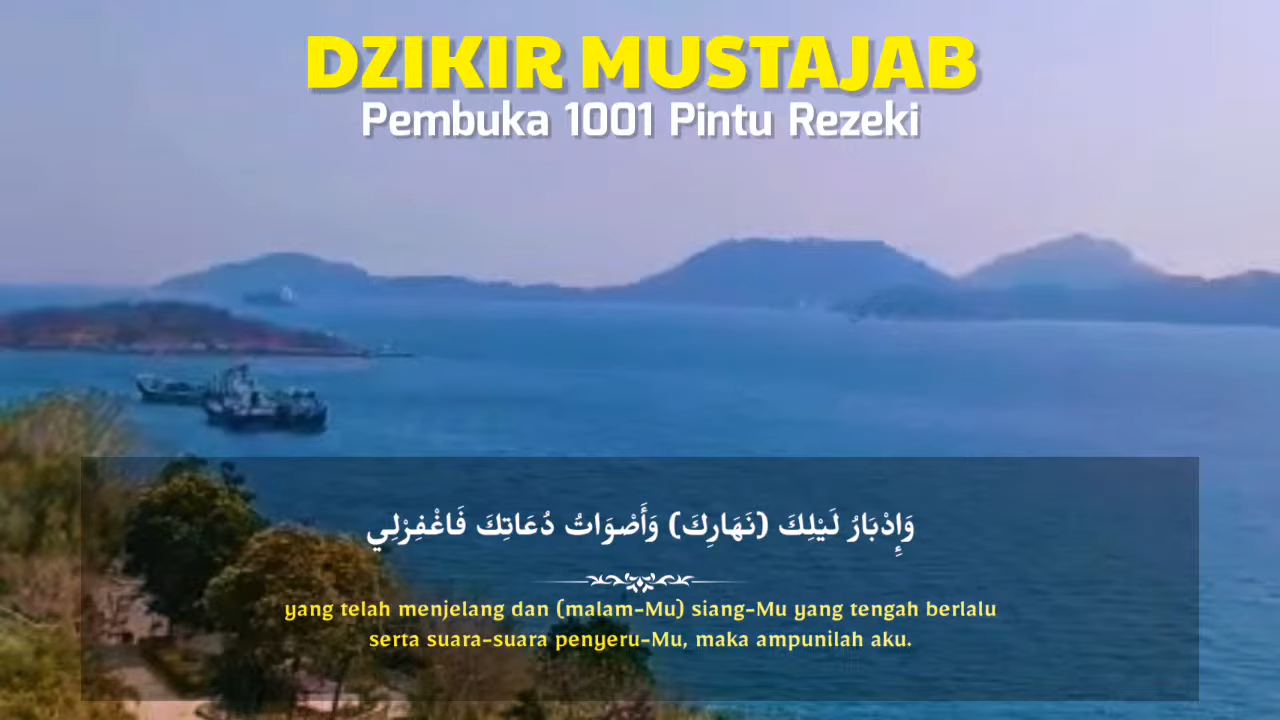 DZIKIR MUSTAJAB
Pembuka 1001 Pintu Rezeki
وَإِدْبَارُ لَيْلِكَ (نَهَارِكَ) وَأَصْوَاتُ دُعَاتِكَ فَاغْفِرْلِي
yang telah menjelang dan (malam-Mu) siang-Mu yang tengah berlalu
serta suara-suara penyeru-Mu, maka ampunilah aku.